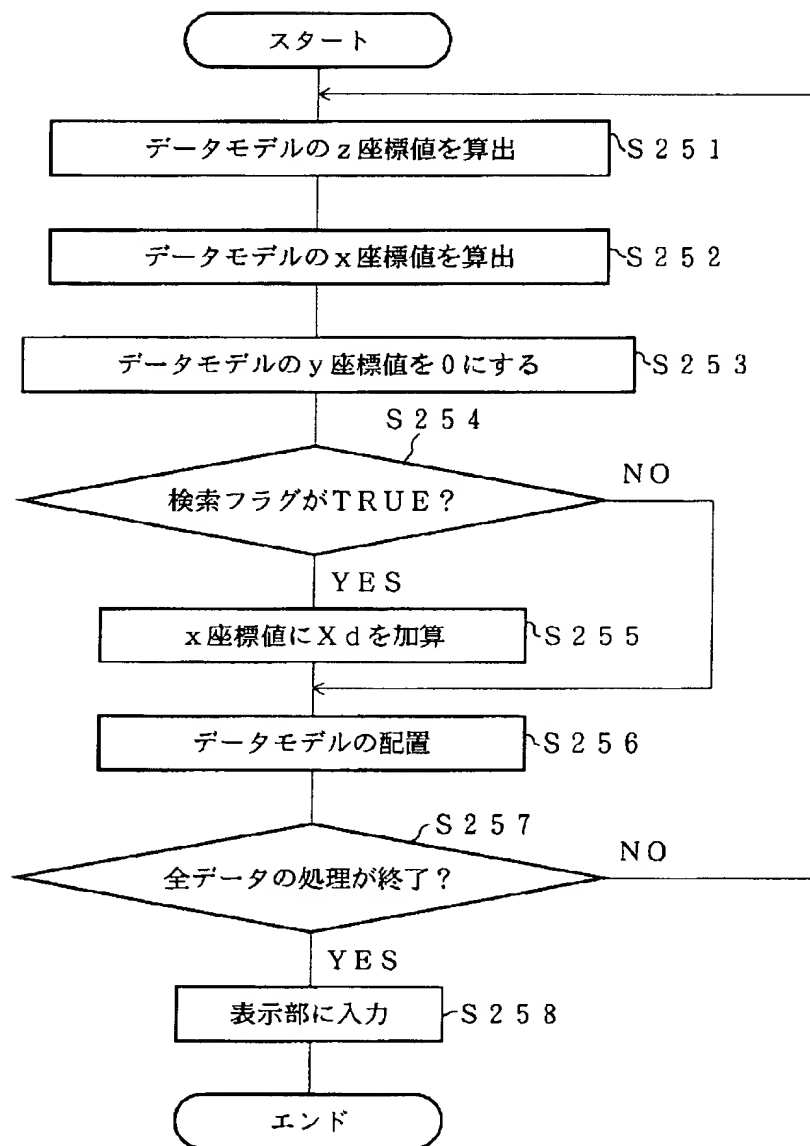 スタート
データモデルのz座標値を算出
S251
データモデルのx座標値を算出
S252
データモデルのy座標値を0にする
S253
S254
検索フラグがTRUE?
NO
YES
x座標値にXdを加算
S255
データモデルの配置
S256
S257
全データの処理が終了?
NO
YES
表示部に入力
S258
エンド